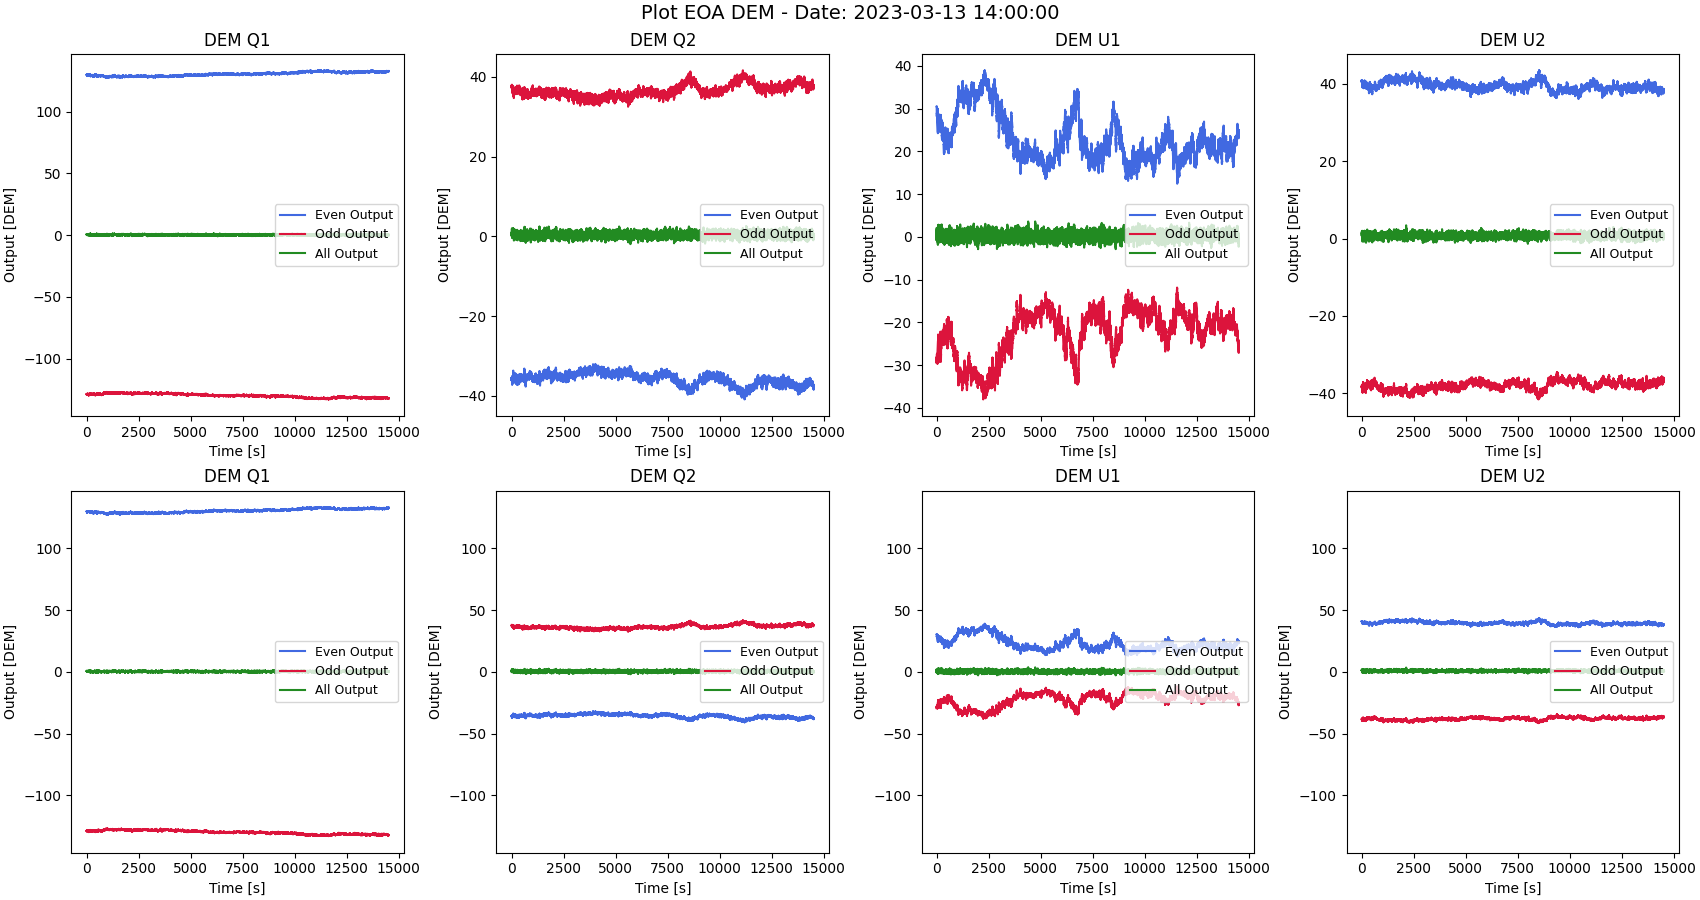 Plot EOA DEM - Date: 2023-03-13 14:00:00
DEM Q1
Output [DEM]
100
50
0
−50
−100
0 2500 5000 7500 10000 12500 15000
Time [s]
Even Output
Odd Output
All Output
DEM Q2
Output [DEM]
40
20
0
−20
−40
0 2500 5000 7500 10000 12500 15000
Time [s]
Even Output
Odd Output
All Output
DEM U1
Output [DEM]
40
30
20
10
0
−10
−20
−30
−40
0 2500 5000 7500 10000 12500 15000
Time [s]
Even Output
Odd Output
All Output
DEM U2
Output [DEM]
40
20
0
−20
−40
0 2500 5000 7500 10000 12500 15000
Time [s]
Even Output
Odd Output
All Output
DEM Q1
Output [DEM]
100
50
0
−50
−100
0 2500 5000 7500 10000 12500 15000
Time [s]
Even Output
Odd Output
All Output
DEM Q2
Output [DEM]
100
50
0
−50
−100
0 2500 5000 7500 10000 12500 15000
Time [s]
Even Output
Odd Output
All Output
DEM U1
Output [DEM]
100
50
0
−50
−100
0 2500 5000 7500 10000 12500 15000
Time [s]
Even Output
Odd Output
All Output
DEM U2
Output [DEM]
100
50
0
−50
−100
0 2500 5000 7500 10000 12500 15000
Time [s]
Even Output
Odd Output
All Output